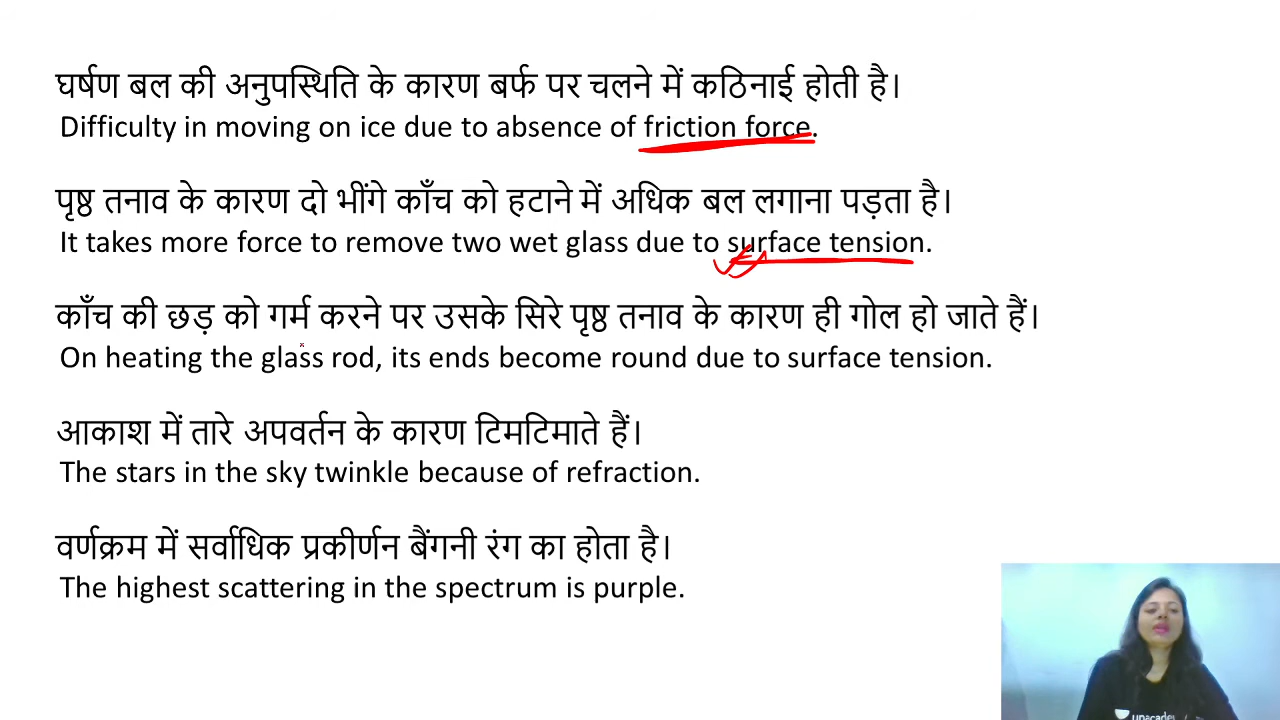 घर्षण बल की अनुपस्थिति के कारण बर्फ पर चलने में कठिनाई होती है।
Difficulty in moving on ice due to absence of friction force.
पृष्ठ तनाव के कारण दो भींगे काँच को हटाने में अधिक बल लगाना पड़ता है।
It takes more force to remove two wet glass due to surface tension.
काँच की छड़ को गर्म करने पर उसके सिरे पृष्ठ तनाव के कारण ही गोल हो जाते हैं।
On heating the glass rod, its ends become round due to surface tension.
आकाश में तारे अपवर्तन के कारण टिमटिमाते हैं।
The stars in the sky twinkle because of refraction.
वर्णक्रम में सर्वाधिक प्रकीर्णन बैंगनी रंग का होता है।
The highest scattering in the spectrum is purple.